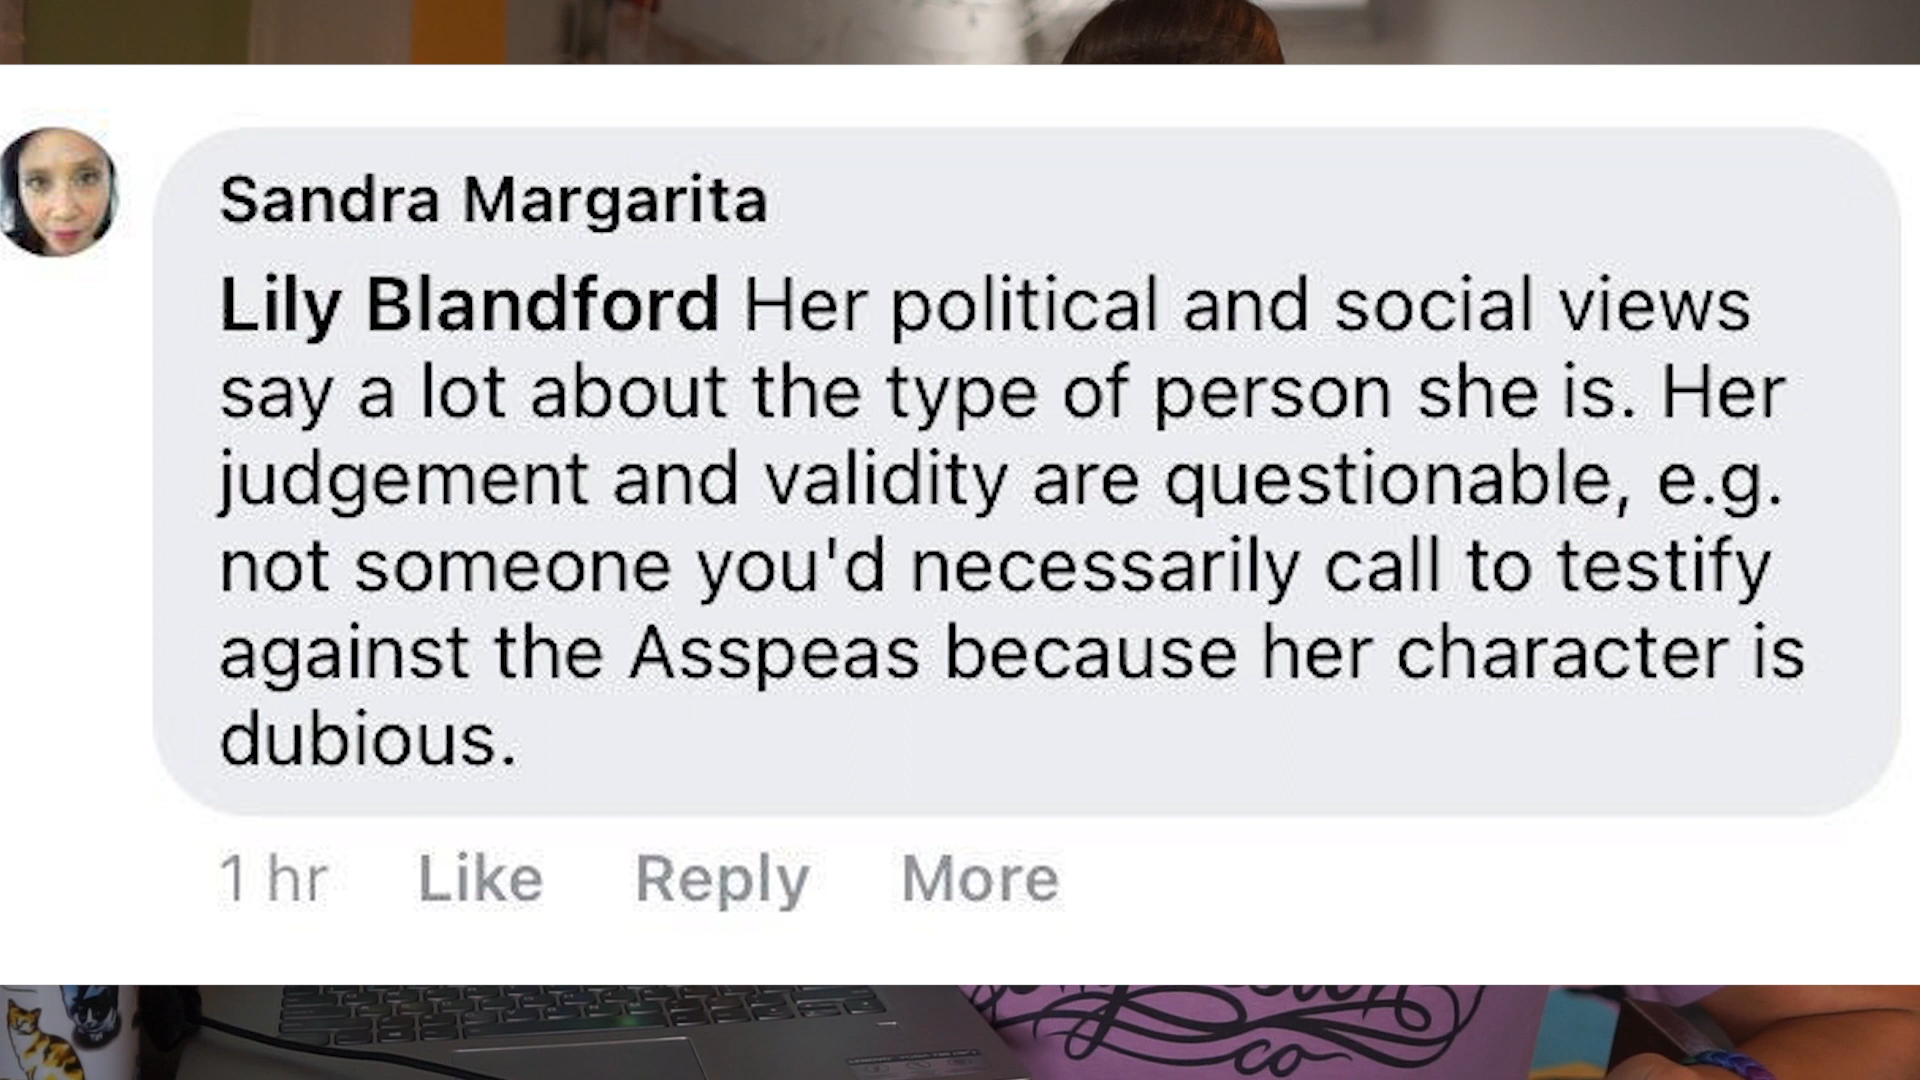 Sandra Margarita
Lily Blandford Her political and social views
say a lot about the type of person she is. Her
judgement and validity are questionable, e.g.
not someone you'd necessarily call to testify
against the Asspeas because her character is
dubious.
1 hr Like Reply More
co